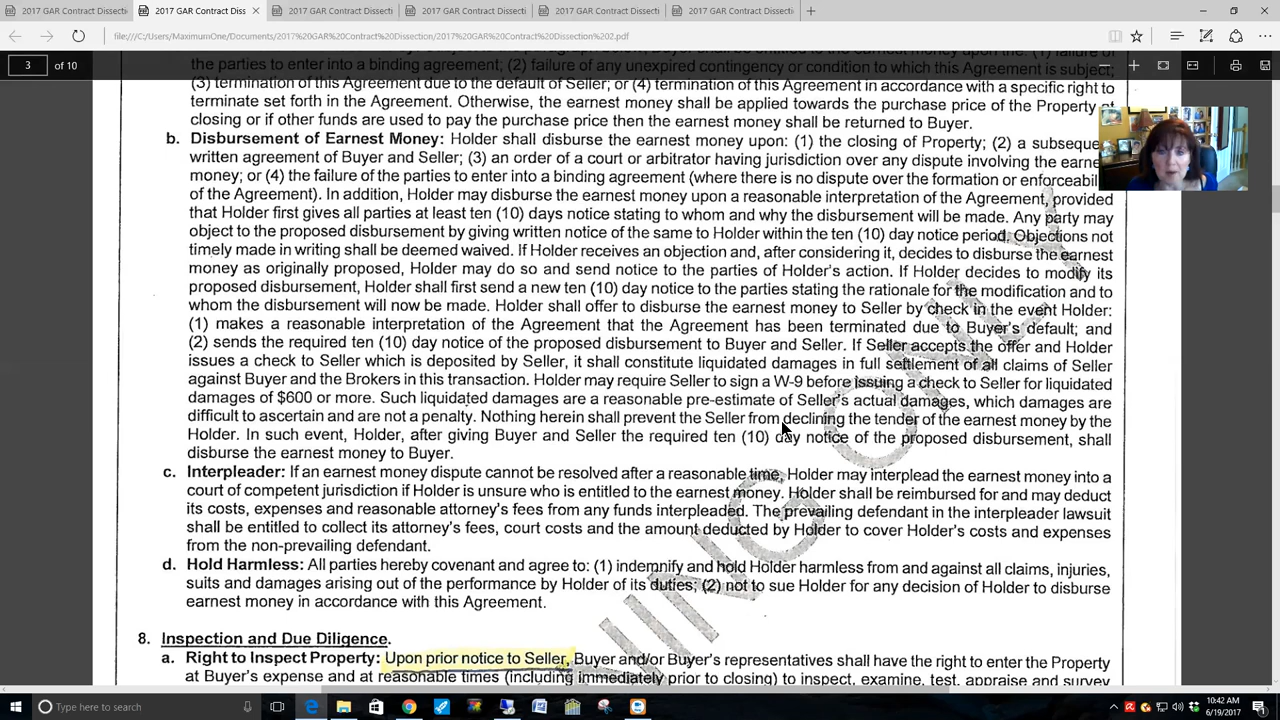 2017 GAR Contract Dissecti
2017 GAR Contract Diss
2017 GAR Contract Dissecti
2017 GAR Contract Dissecti
2017 GAR Contract Dissecti
2017 GAR Contract Dissecti
file:///C:/Users/MaximumOne/Documents/2017%20GAR%20Contract%20Dissection/2017%20GAR%20Contract%20Dissection%202.pdf
3 of 10
the parties to enter into a binding agreement; (2) failure of any unexpired contingency or condition to which this Agreement is subject;
(3) termination of this Agreement due to the default of Seller; or (4) termination of this Agreement in accordance with a specific right to
terminate set forth in the Agreement. Otherwise, the earnest money shall be applied towards the purchase price of the Property
closing or if other funds are used to pay the purchase price then the earnest money shall be returned to Buyer.
b. Disbursement of Earnest Money: Holder shall disburse the earnest money upon: (1) the closing of Property; (2) a subseque
written agreement of Buyer and Seller; (3) an order of a court or arbitrator having jurisdiction over any dispute involving the earne
money; or (4) the failure of the parties to enter into a binding agreement (where there is no dispute over the formation or enforceabili
of the Agreement). In addition, Holder may disburse the earnest money upon a reasonable interpretation of the Agreement, provided
that Holder first gives all parties at least ten (10) days notice stating to whom and why the disbursement will be made. Any party may
object to the proposed disbursement by giving written notice of the same to Holder within the ten (10) day notice period. Objections not
timely made in writing shall be deemed waived. If Holder receives an objection and, after considering it, decides to disburse the earnest
money as originally proposed, Holder may do so and send notice to the parties of Holder's action. If Holder decides to modify its
proposed disbursement, Holder shall first send a new ten (10) day notice to the parties stating the rationale for the modification and to
whom the disbursement will now be made. Holder shall offer to disburse the earnest money to Seller by check in the event Holder:
(1) makes a reasonable interpretation of the Agreement that the Agreement has been terminated due to Buyer's default; and
(2) sends the required ten (10) day notice of the proposed disbursement to Buyer and Seller. If Seller accepts the offer and Holder
issues a check to Seller which is deposited by Seller, it shall constitute liquidated damages in full settlement of all claims of Seller
against Buyer and the Brokers in this transaction. Holder may require Seller to sign a W-9 before issuing a check to Seller for liquidated
damages of $600 or more. Such liquidated damages are a reasonable pre-estimate of Seller's actual damages, which damages are
difficult to ascertain and are not a penalty. Nothing herein shall prevent the Seller from declining the tender of the earnest money by the
Holder. In such event, Holder, after giving Buyer and Seller the required ten (10) day notice of the proposed disbursement, shall
disburse the earnest money to Buyer.
c. Interpleader: If an earnest money dispute cannot be resolved after a reasonable time, Holder may interplead the earnest money into a
court of competent jurisdiction if Holder is unsure who is entitled to the earnest money. Holder shall be reimbursed for and may deduct
its costs, expenses and reasonable attorney's fees from any funds interpleaded. The prevailing defendant in the interpleader lawsuit
shall be entitled to collect its attorney's fees, court costs and the amount deducted by Holder to cover Holder's costs and expenses
from the non-prevailing defendant.
d. Hold Harmless: All parties hereby covenant and agree to: (1) indemnify and hold Holder harmless from and against all claims, injuries,
suits and damages arising out of the performance by Holder of its duties; (2) not to sue Holder for any decision of Holder to disburse
earnest money in accordance with this Agreement.
8. Inspection and Due Diligence.
a. Right to Inspect Property: Upon prior notice to Seller, Buyer and/or Buyer's representatives shall have the right to enter the Property
at Buyer's expense and at reasonable times (including immediately prior to closing) to inspect, examine, test, appraise and survey
Type here to search
10:42 AM
6/19/2017